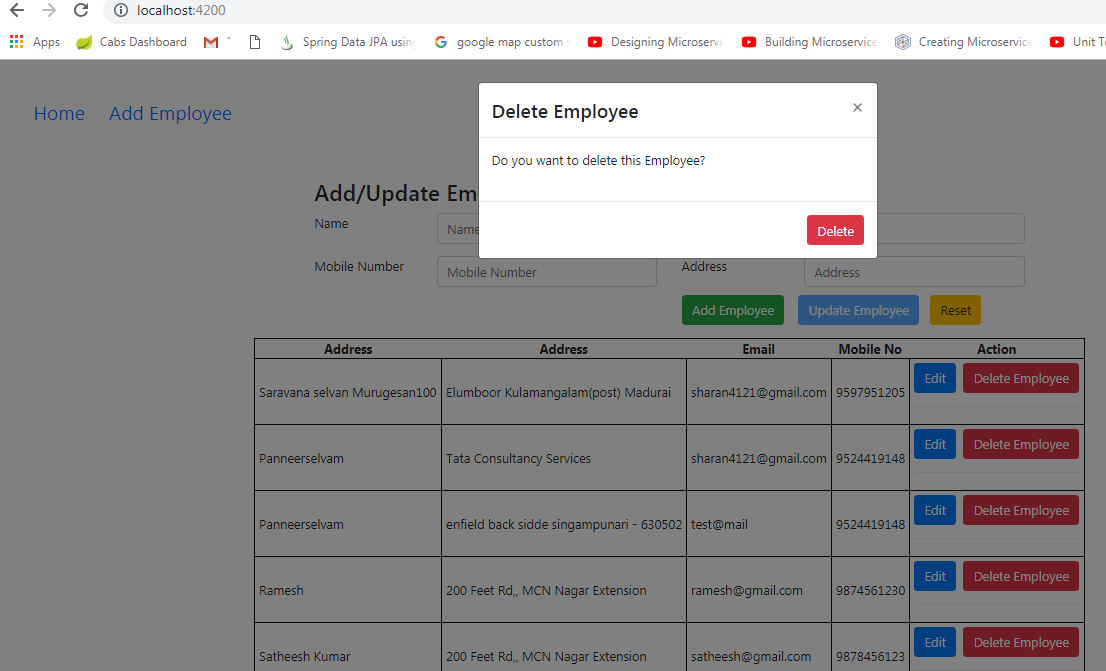 localhost:4200
Apps Cabs Dashboard Spring Data JPA using google map custom Designing Microservi Building Microservice Creating Microservice Unit T
Home Add Employee
Delete Employee ×
Do you want to delete this Employee?
Delete
Add/Update Em
Name Name
Mobile Number Mobile Number Address Address
Add Employee Update Employee Reset
Address Address Email Mobile No Action
Saravana selvan Murugesan100 Elumboor Kulamangalam(post) Madurai sharan4121@gmail.com 9597951205 Edit Delete Employee
Panneerselvam Tata Consultancy Services sharan4121@gmail.com 9524419148 Edit Delete Employee
Panneerselvam enfield back sidde singampunari - 630502 test@mail 9524419148 Edit Delete Employee
Ramesh 200 Feet Rd,, MCN Nagar Extension ramesh@gmail.com 9874561230 Edit Delete Employee
Satheesh Kumar 200 Feet Rd,, MCN Nagar Extension satheesh@gmail.com 9878456123 Edit Delete Employee